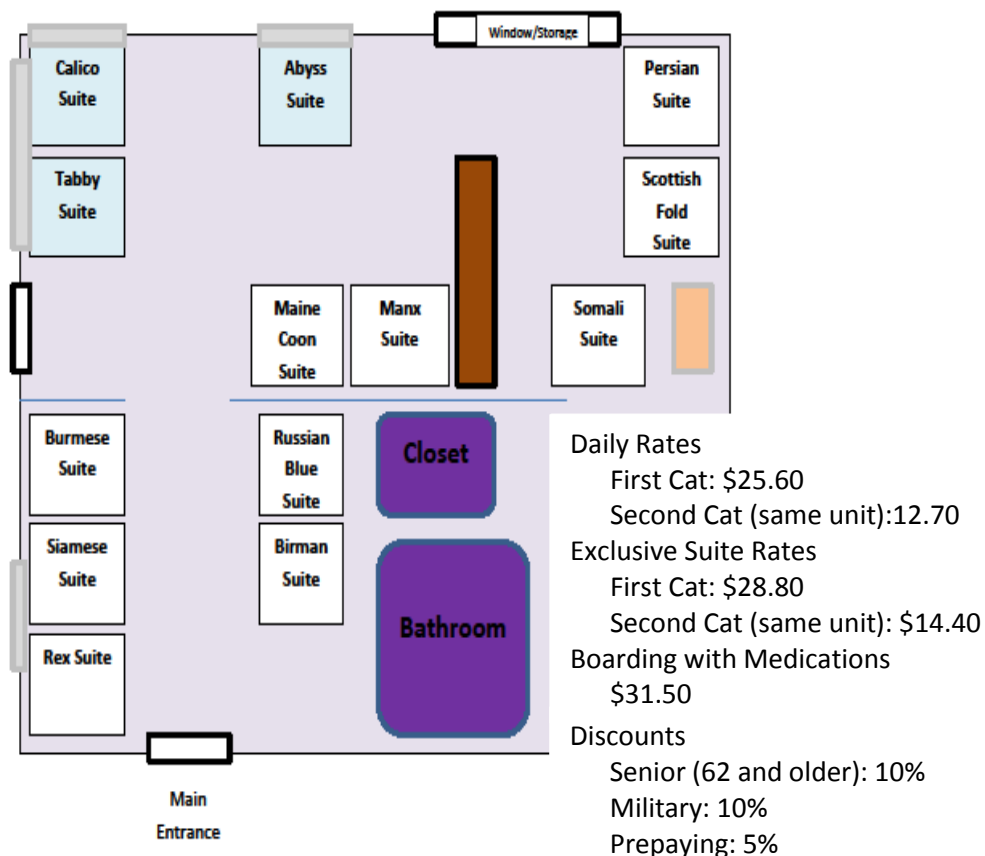 Window/Storage
Calico
Suite
Abyss
Suite
Persian
Suite
Tabby
Suite
Scottish
Fold
Suite
Maine
Coon
Suite
Manx
Suite
Somali
Suite
Burmese
Suite
Russian
Blue
Suite
Closet
Siamese
Suite
Birman
Suite
Bathroom
Rex Suite
Main
Entrance
Daily Rates
First Cat: $25.60
Second Cat (same unit):12.70
Exclusive Suite Rates
First Cat: $28.80
Second Cat (same unit): $14.40
Boarding with Medications
$31.50
Discounts
Senior (62 and older): 10%
Military: 10%
Prepaying: 5%